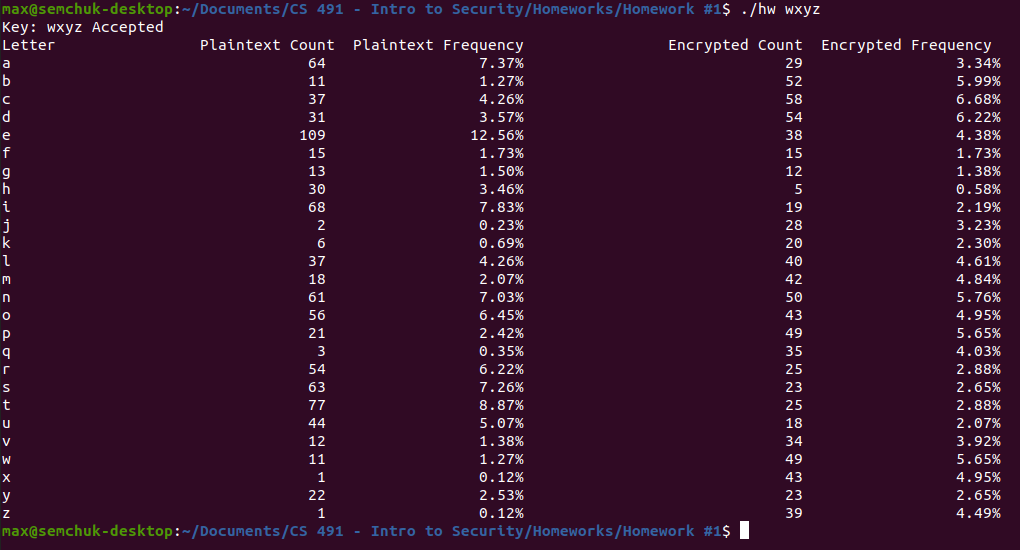 max@semchuk-desktop:~/Documents/CS 491 - Intro to Security/Homeworks/Homework #1$ ./hw wxyz
Key: wxyz Accepted
Letter Plaintext Count Plaintext Frequency Encrypted Count Encrypted Frequency
a 64 7.37% 29 3.34%
b 11 1.27% 52 5.99%
c 37 4.26% 58 6.68%
d 31 3.57% 54 6.22%
e 109 12.56% 38 4.38%
f 15 1.73% 15 1.73%
g 13 1.50% 12 1.38%
h 30 3.46% 5 0.58%
i 68 7.83% 19 2.19%
j 2 0.23% 28 3.23%
k 6 0.69% 20 2.30%
l 37 4.26% 40 4.61%
m 18 2.07% 42 4.84%
n 61 7.03% 50 5.76%
o 56 6.45% 43 4.95%
p 21 2.42% 49 5.65%
q 3 0.35% 35 4.03%
r 54 6.22% 25 2.88%
s 63 7.26% 23 2.65%
t 77 8.87% 25 2.88%
u 44 5.07% 18 2.07%
v 12 1.38% 34 3.92%
w 11 1.27% 49 5.65%
x 1 0.12% 43 4.95%
y 22 2.53% 23 2.65%
z 1 0.12% 39 4.49%
max@semchuk-desktop:~/Documents/CS 491 - Intro to Security/Homeworks/Homework #1$